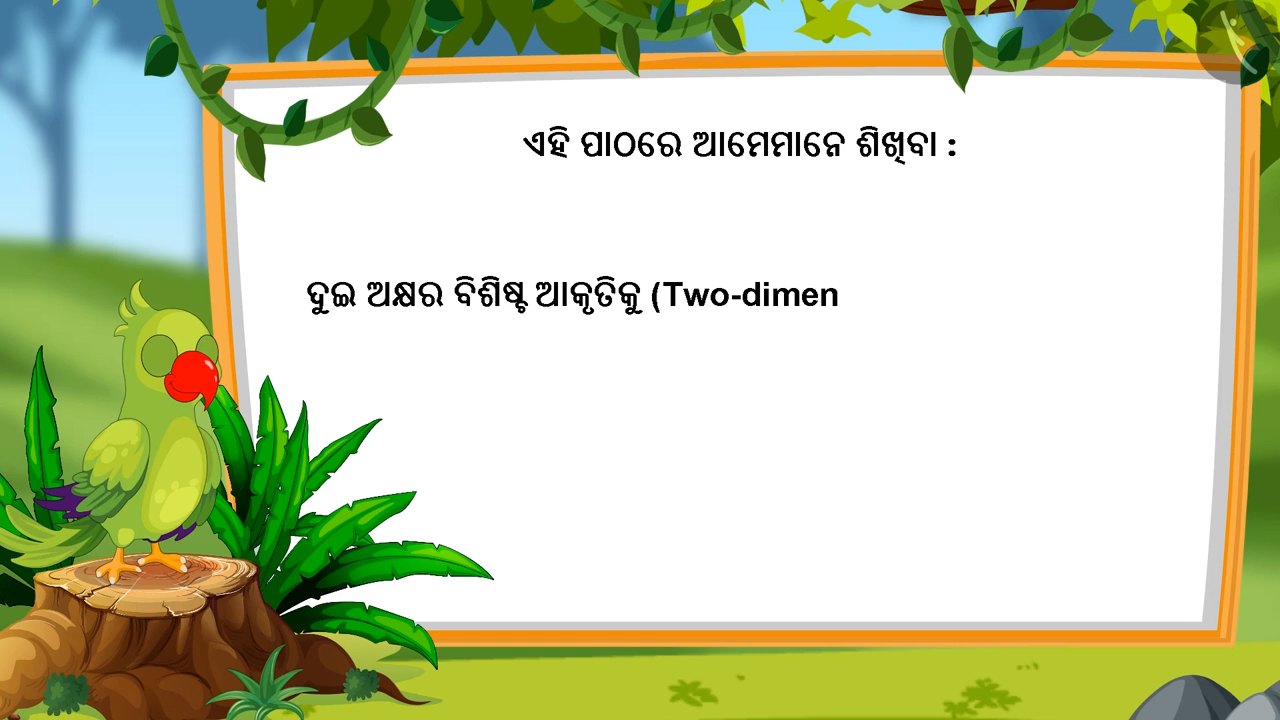 ଏହି ପାଠରେ ଆମେମାନେ ଶିଖିବା :
ଦୁଇ ଅକ୍ଷର ବିଶିଷ୍ଟ ଆକୃତିକୁ (Two-dimen